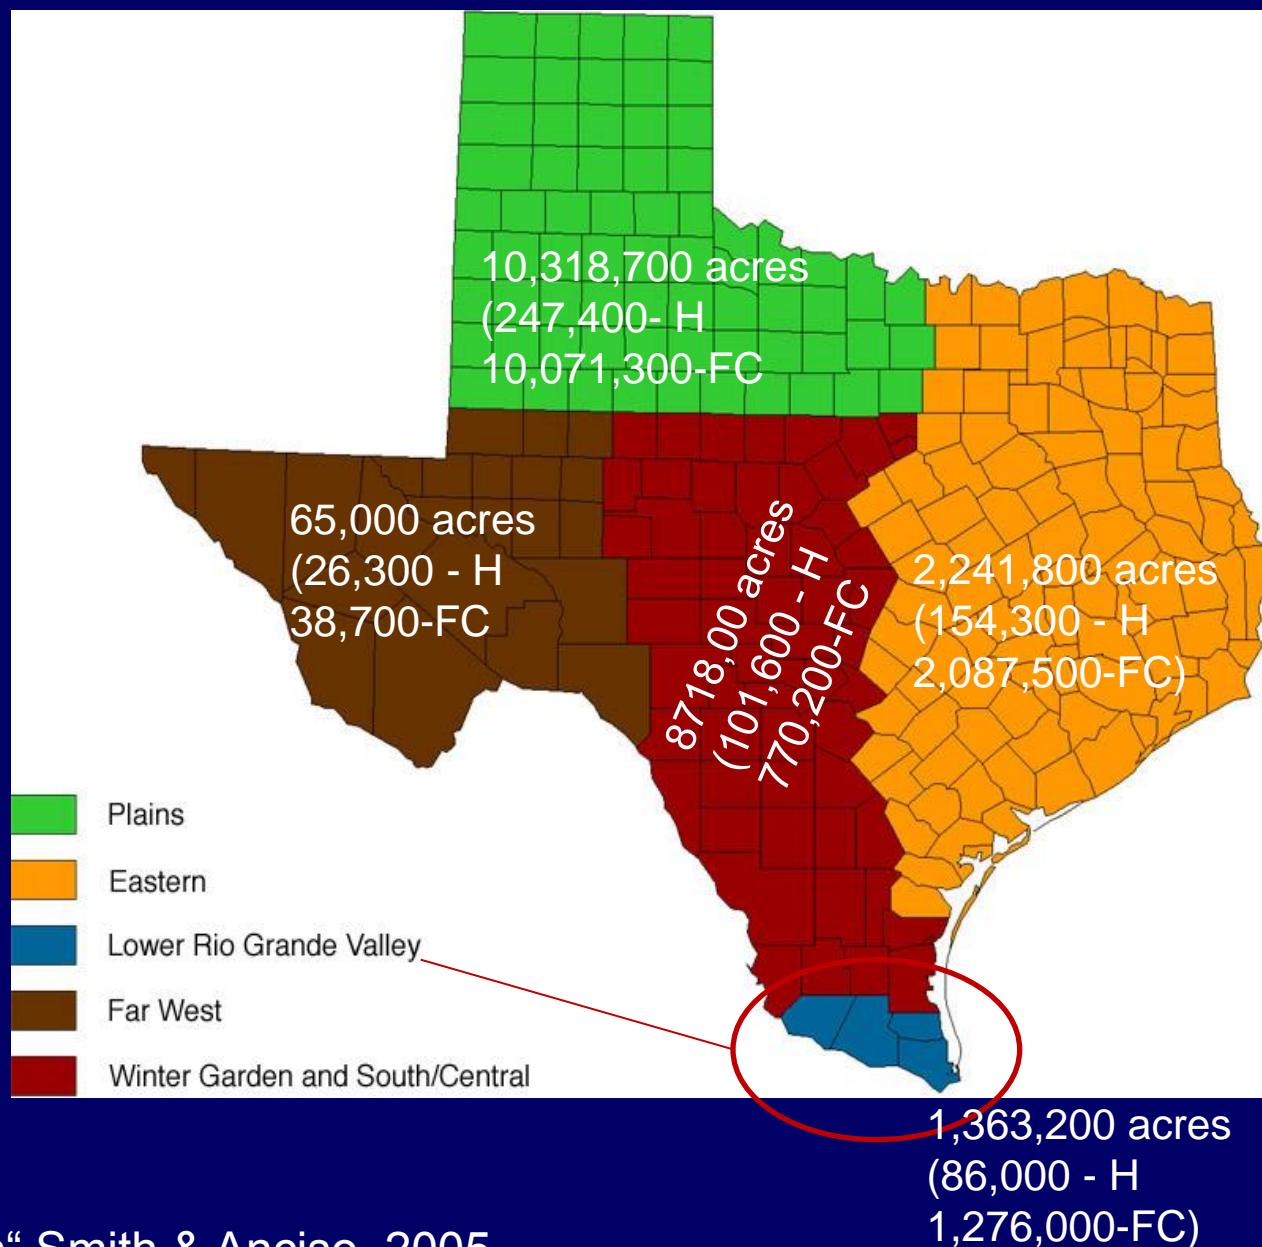 10,318,700 acres
(247,400- H
10,071,300-FC
65,000 acres
(26,300 - H
38,700-FC
8718,00 acres
(101,600 - H
770,200-FC
2,241,800 acres
(154,300 - H
2,087,500-FC)
Plains
Eastern
Lower Rio Grande Valley
Far West
Winter Garden and South/Central
1,363,200 acres
(86,000 - H
1,276,000-FC)
“ Smith & Anciso, 2005